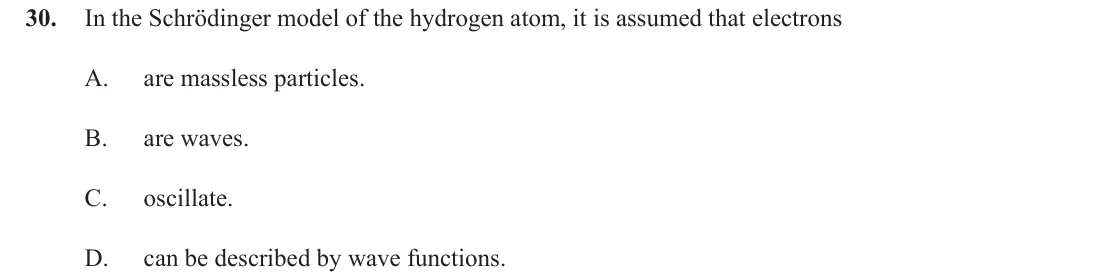 30. In the Schrödinger model of the hydrogen atom, it is assumed that electrons
A. are massless particles.
B. are waves.
C. oscillate.
D. can be described by wave functions.